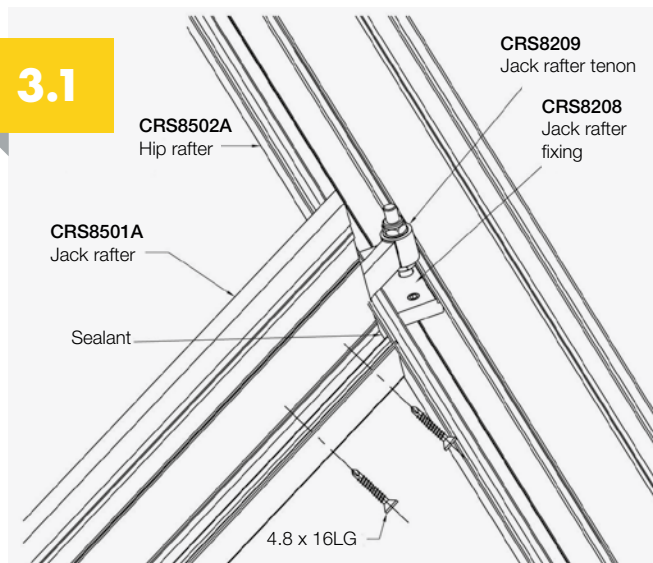 3.1
CRS8209
Jack rafter tenon
CRS8502A
Hip rafter
CRS8208
Jack rafter
fixing
CRS8501A
Jack rafter
Sealant
4.8 x 16LG